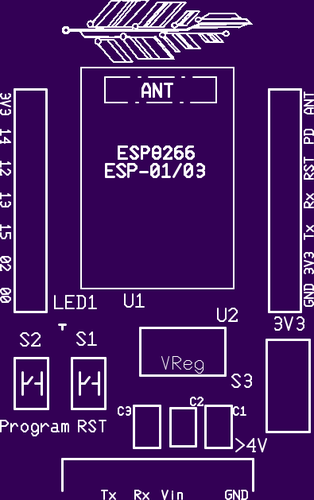 ANT
ESP8266
ESP-01/03
3V3 14 12 13 15 02 00
GND 3V3 Tx Rx RST PD ANT
LED1
U1
U2
3V3
S2
S1
VReg
S3
C3
C2
C1
Program
RST
>4V
Tx Rx Vin GND